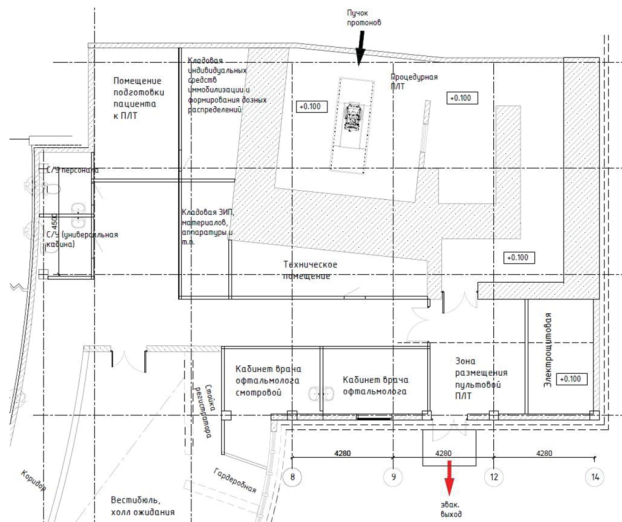 Пучок
протонов
Помещение
подготовки
пациента
к ПЛТ
Кладовая
индивидуальных
средств
иммобилизации и
формирования дозных
распределений
Процедурная
ПЛТ
+0.100
+0.100
С/У персонала
4500
С/У (универсальная
кабина)
Кладовая ЗИП,
материалов,
аппаратуры и
т.п.
Техническое
помещение
+0.100
Кабинет врача
офтальмолога
смотровой
Кабинет врача
офтальмолога
Зона
размещения
пультовой
ПЛТ
Электрощитовая
+0.100
Стойка
регистратора
Гардеробная
Коридор
Вестибюль,
холл ожидания
4280
4280
4280
8
9
12
14
эвак.
выход